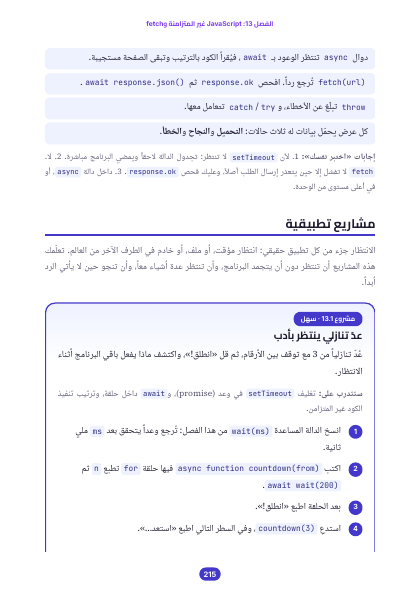 الفصل 13: JavaScript غير المتزامنة وfetch
دوال async تنتظر الوعود بـ await ، فيُقرأ الكود بالترتيب وتبقى الصفحة مستجيبة.
fetch(url) تُرجع رداً. افحص response.ok ثم await response.json() .
throw تبلّغ عن الأخطاء، و try / catch تتعامل معها.
كل عرض يحمّل بيانات له ثلاث حالات: التحميل والنجاح والخطأ.
إجابات «اختبر نفسك»: 1. لأن setTimeout لا تنتظر: تجدول الدالة لاحقاً ويمضي البرنامج مباشرة. 2. لا.
fetch لا تفشل إلا حين يتعذر إرسال الطلب أصلاً، وعليك فحص response.ok . 3. داخل دالة async ، أو
في أعلى مستوى من الوحدة.
مشاريع تطبيقية
الانتظار جزء من كل تطبيق حقيقي: انتظار مؤقت، أو ملف، أو خادم في الطرف الآخر من العالم. تعلّمك
هذه المشاريع أن تنتظر دون أن يتجمد البرنامج، وأن تنتظر عدة أشياء معاً، وأن تنجو حين لا يأتي الرد
أبداً.
مشروع 13.1 · سهل
عدّ تنازلي ينتظر بأدب
عُدّ تنازلياً من 3 مع توقف بين الأرقام، ثم قل «انطلق!»، واكتشف ماذا يفعل باقي البرنامج أثناء
الانتظار.
ستتدرب على: تغليف setTimeout في وعد (promise)، و await داخل حلقة، وترتيب تنفيذ
الكود غير المتزامن.
1 انسخ الدالة المساعدة wait(ms) من هذا الفصل: تُرجع وعداً يتحقق بعد ms ملي
ثانية.
2 اكتب async function countdown(from) فيها حلقة for تطبع n ثم
await wait(200) .
3 بعد الحلقة اطبع «انطلق!».
4 استدعِ countdown(3) ، وفي السطر التالي اطبع «استعد...».
215